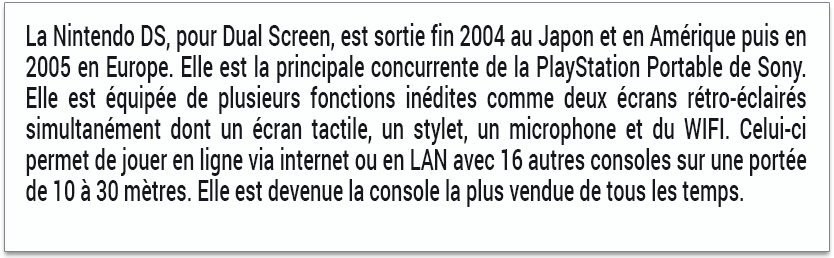 La Nintendo DS, pour Dual Screen, est sortie fin 2004 au Japon et en Amérique puis en
2005 en Europe. Elle est la principale concurrente de la PlayStation Portable de Sony.
Elle est équipée de plusieurs fonctions inédites comme deux écrans rétro-éclairés
simultanément dont un écran tactile, un stylet, un microphone et du WIFI. Celui-ci
permet de jouer en ligne via internet ou en LAN avec 16 autres consoles sur une portée
de 10 à 30 mètres. Elle est devenue la console la plus vendue de tous les temps.